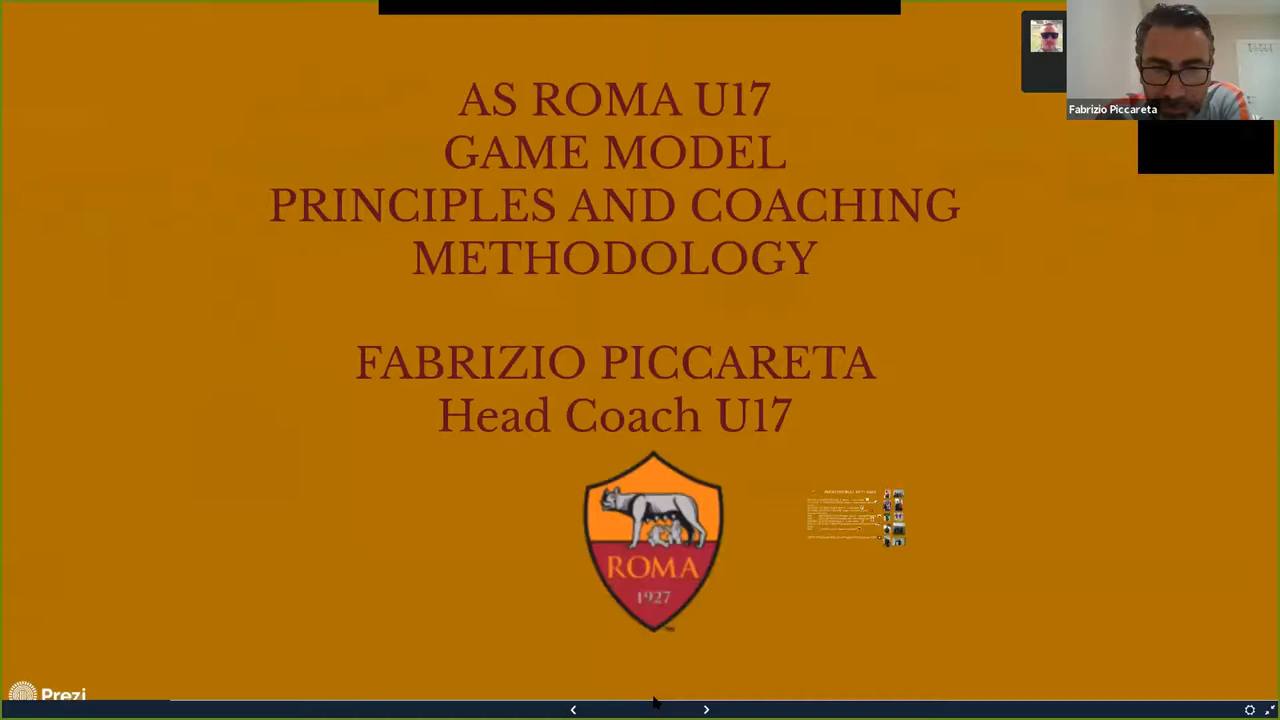 AS ROMA U17
GAME MODEL
PRINCIPLES AND COACHING
METHODOLOGY
FABRIZIO PICCARETA
Head Coach U17
ROMA
1927
Fabrizio Piccareta
Prezi